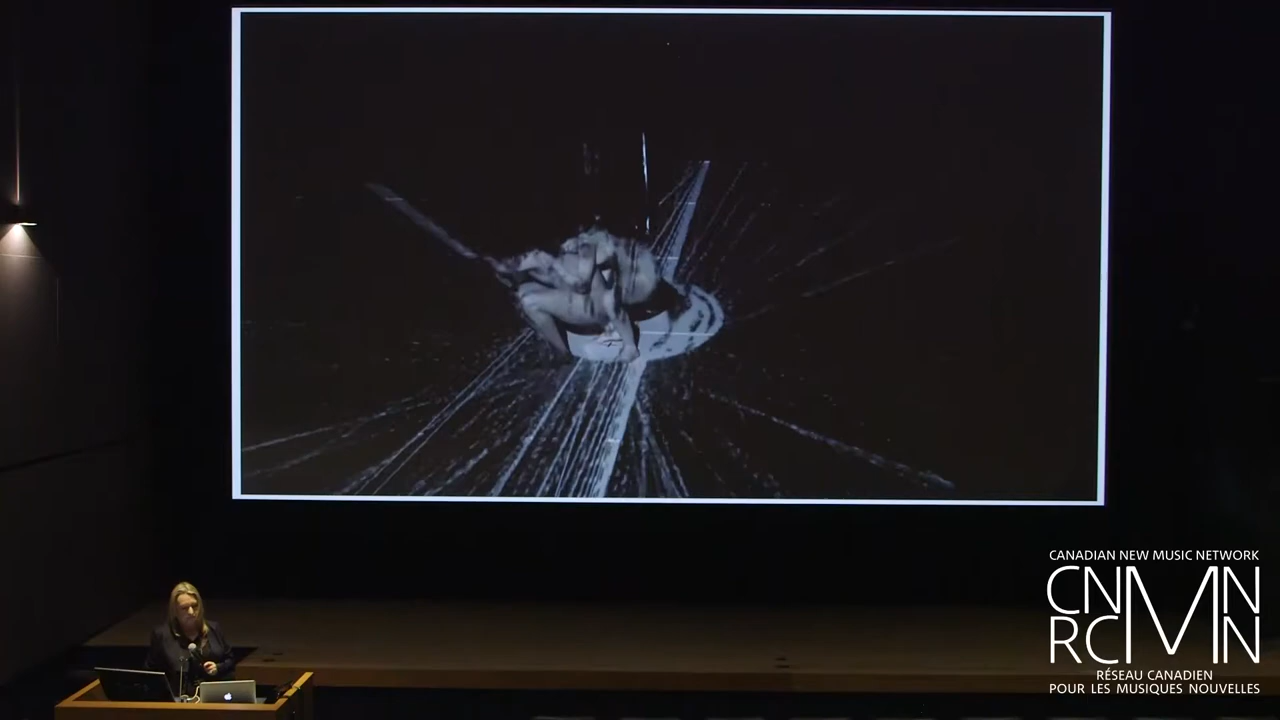 CANADIAN NEW MUSIC NETWORK
CNMN
RCMN
RÉSEAU CANADIEN
POUR LES MUSIQUES NOUVELLES